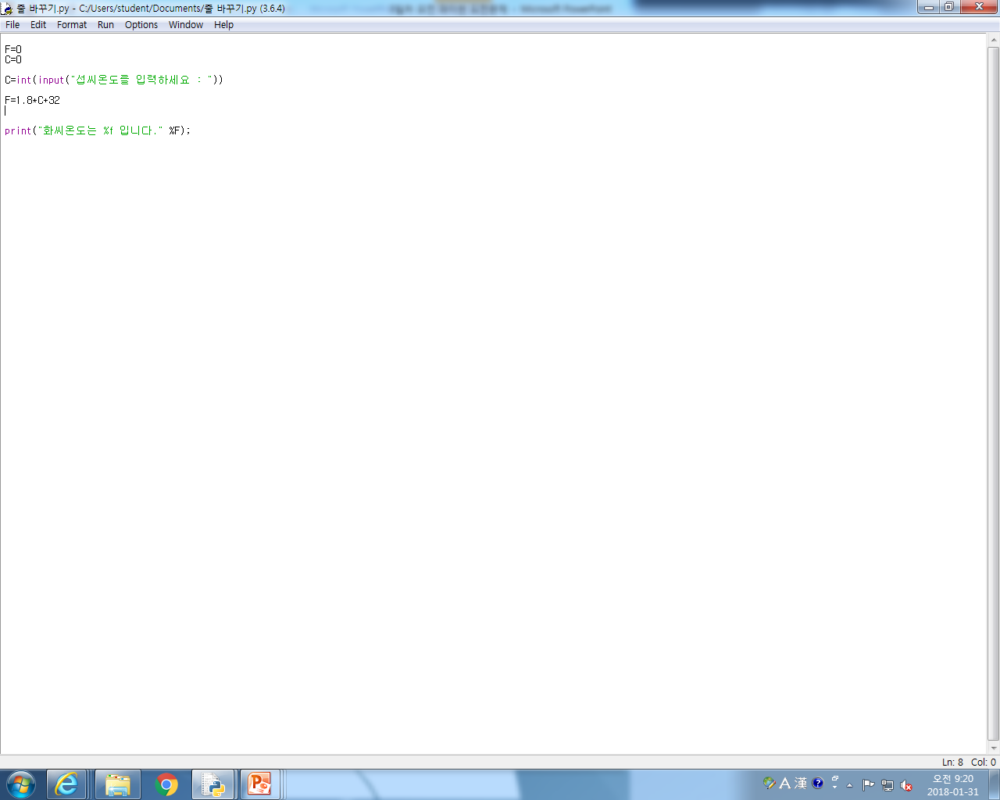 줄 바꾸기.py - C:/Users/student/Documents/줄 바꾸기.py (3.6.4)
File Edit Format Run Options Window Help
F=0
C=0
C=int(input("섭씨온도를 입력하세요 : "))
F=1.8*C+32
print("화씨온도는 %f 입니다." %F);
Ln: 8 Col: 0
A 漢
오전 9:20
2018-01-31